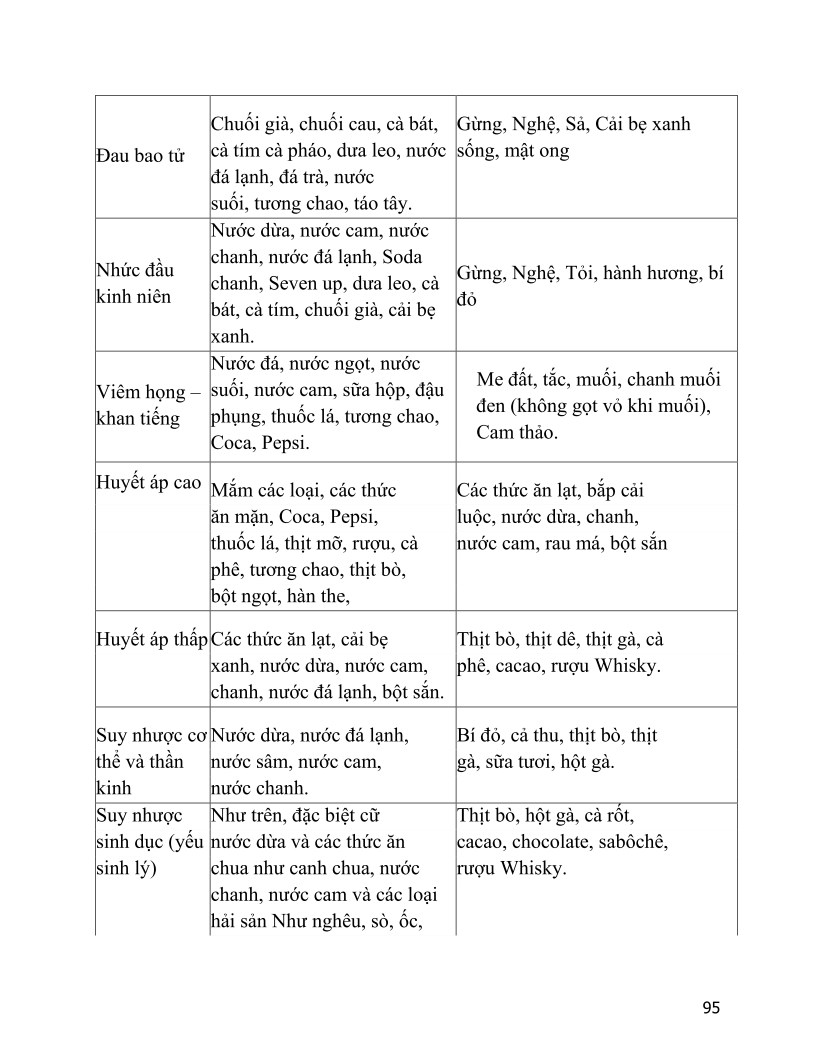 Đau bao tử
Chuối già, chuối cau, cà bát,
cà tím cà pháo, dưa leo, nước
đá lạnh, đá trà, nước
suối, tương chao, táo tây.
Gừng, Nghệ, Sả, Cải bẹ xanh
sống, mật ong
Nhức đầu
kinh niên
Nước dừa, nước cam, nước
chanh, nước đá lạnh, Soda
chanh, Seven up, dưa leo, cà
bát, cà tím, chuối già, cải bẹ
xanh.
Gừng, Nghệ, Tỏi, hành hương, bí
đỏ
Viêm họng –
khan tiếng
Nước đá, nước ngọt, nước
suối, nước cam, sữa hộp, đậu
phụng, thuốc lá, tương chao,
Coca, Pepsi.
Me đất, tắc, muối, chanh muối
đen (không gọt vỏ khi muối),
Cam thảo.
Huyết áp cao
Mắm các loại, các thức
ăn mặn, Coca, Pepsi,
thuốc lá, thịt mỡ, rượu, cà
phê, tương chao, thịt bò,
bột ngọt, hàn the,
Các thức ăn lạt, bắp cải
luộc, nước dừa, chanh,
nước cam, rau má, bột sắn
Huyết áp thấp
Các thức ăn lạt, cải bẹ
xanh, nước dừa, nước cam,
chanh, nước đá lạnh, bột sắn.
Thịt bò, thịt dê, thịt gà, cà
phê, cacao, rượu Whisky.
Suy nhược cơ
thể và thần
kinh
Nước dừa, nước đá lạnh,
nước sâm, nước cam,
nước chanh.
Bí đỏ, cả thu, thịt bò, thịt
gà, sữa tươi, hột gà.
Suy nhược
sinh dục (yếu
sinh lý)
Như trên, đặc biệt cữ
nước dừa và các thức ăn
chua như canh chua, nước
chanh, nước cam và các loại
hải sản Như nghêu, sò, ốc,
Thịt bò, hột gà, cà rốt,
cacao, chocolate, sabôchê,
rượu Whisky.
95